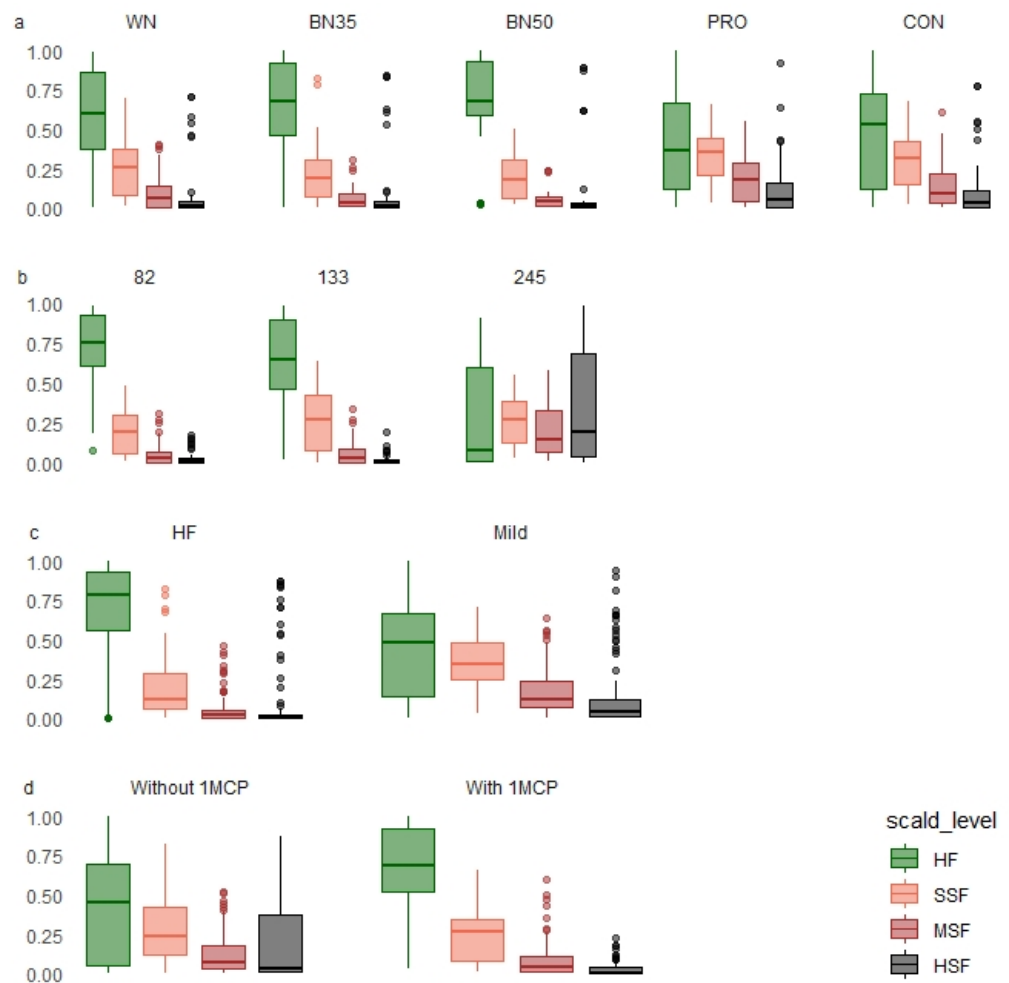 a WN BN35 BN50 PRO CON
1.00
0.75
0.50
0.25
0.00
b 82 133 245
1.00
0.75
0.50
0.25
0.00
c HF Mild
1.00
0.75
0.50
0.25
0.00
d Without 1MCP With 1MCP
1.00
0.75
0.50
0.25
0.00
scald_level
HF
SSF
MSF
HSF